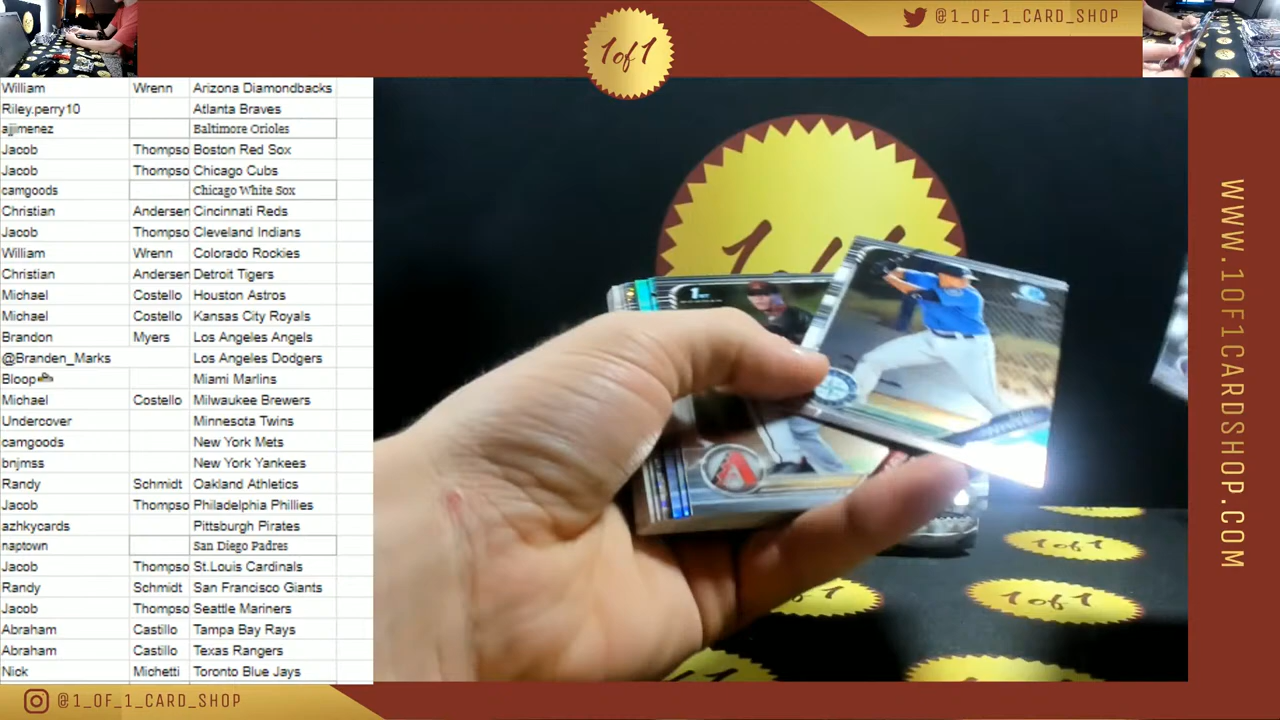 @1_OF_1_CARD_SHOP
1of1
William Wrenn Arizona Diamondbacks
Riley.perry10 Atlanta Braves
ajjimenez Baltimore Orioles
Jacob Thompso Boston Red Sox
Jacob Thompso Chicago Cubs
camgoods Chicago White Sox
Christian Andersen Cincinnati Reds
Jacob Thompso Cleveland Indians
William Wrenn Colorado Rockies
Christian Andersen Detroit Tigers
Michael Costello Houston Astros
Michael Costello Kansas City Royals
Brandon Myers Los Angeles Angels
@Branden_Marks Los Angeles Dodgers
Bloop Miami Marlins
Michael Costello Milwaukee Brewers
Undercover Minnesota Twins
camgoods New York Mets
bnjmss New York Yankees
Randy Schmidt Oakland Athletics
Jacob Thompso Philadelphia Phillies
azhkycards Pittsburgh Pirates
naptown San Diego Padres
Jacob Thompso St.Louis Cardinals
Randy Schmidt San Francisco Giants
Jacob Thompso Seattle Mariners
Abraham Castillo Tampa Bay Rays
Abraham Castillo Texas Rangers
Nick Michetti Toronto Blue Jays
1st
A
1of1
1of1
WWW.1OF1CARDSHOP.COM
@1_OF_1_CARD_SHOP